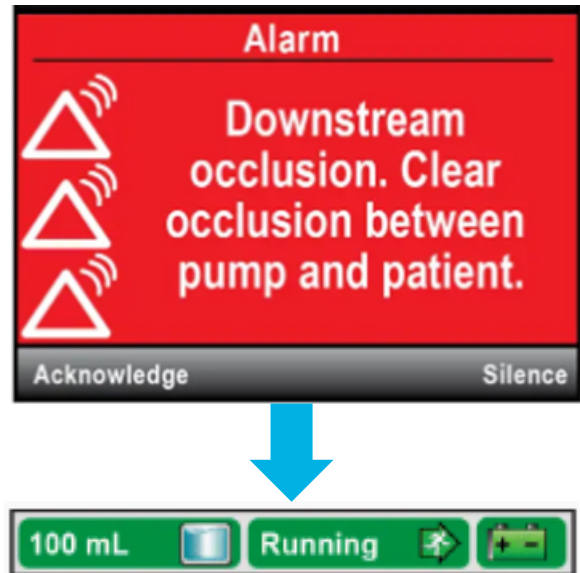 Alarm
Downstream
occlusion. Clear
occlusion between
pump and patient.
Acknowledge Silence
100 mL Running